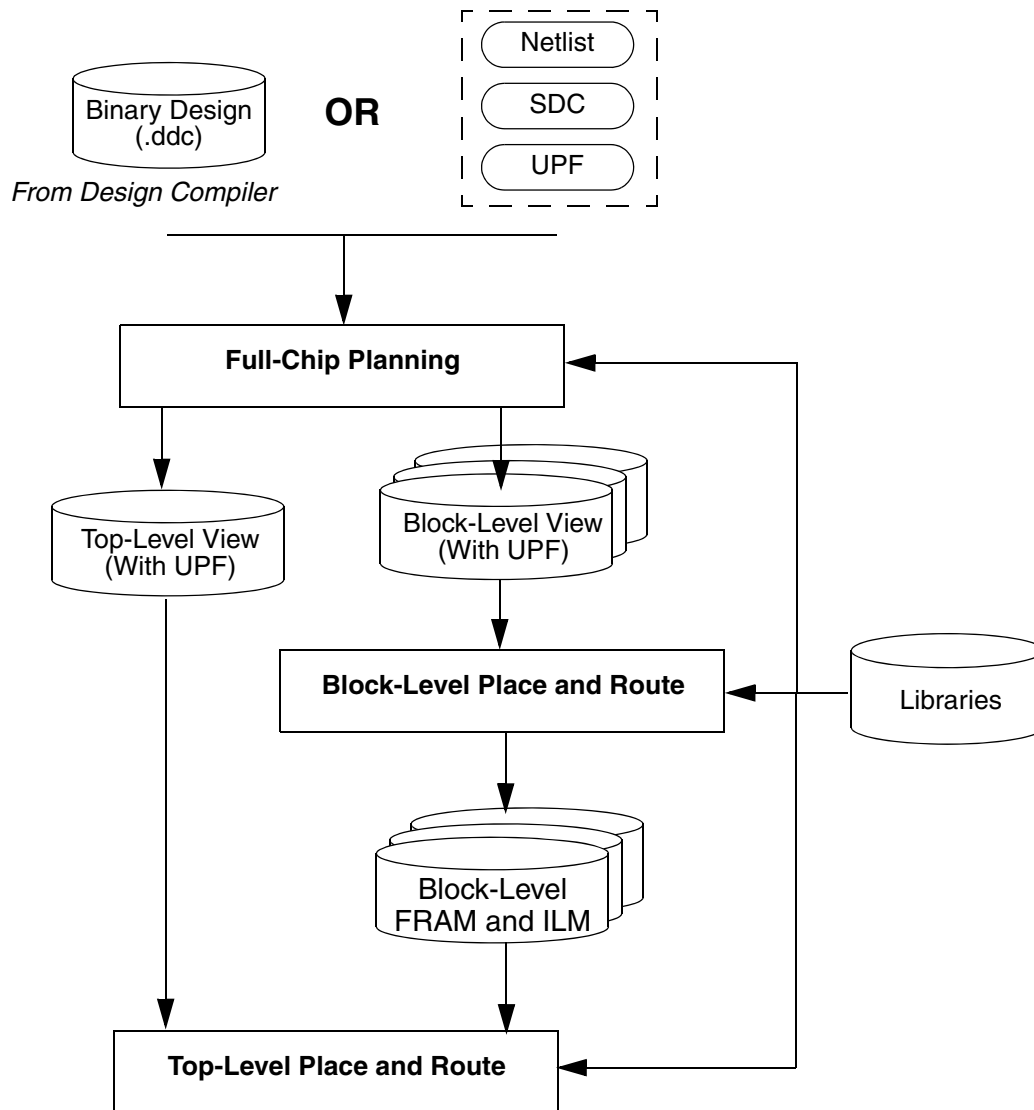 Netlist
Binary Design
(.ddc)
OR
SDC
UPF
From Design Compiler
Full-Chip Planning
Top-Level View
(With UPF)
Block-Level View
(With UPF)
Block-Level Place and Route
Libraries
Block-Level
FRAM and ILM
Top-Level Place and Route